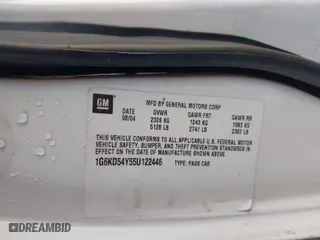 GM
MFD BY GENERAL MOTORS CORP
DATE GVWR GAWR FRT GAWR RR
08/04 2326 KG 1243 KG 1083 KG
5128 LB 2741 LB 2387 LB
THIS VEHICLE CONFORMS TO ALL APPLICABLE U.S. FEDERAL MOTOR
VEHICLE SAFETY, BUMPER, AND THEFT PREVENTION STANDARDS
IN EFFECT ON THE DATE OF MANUFACTURE SHOWN ABOVE.
1G6KD54Y55U122446 TYPE: PASS CAR
AUTOHELPERBOT.COM